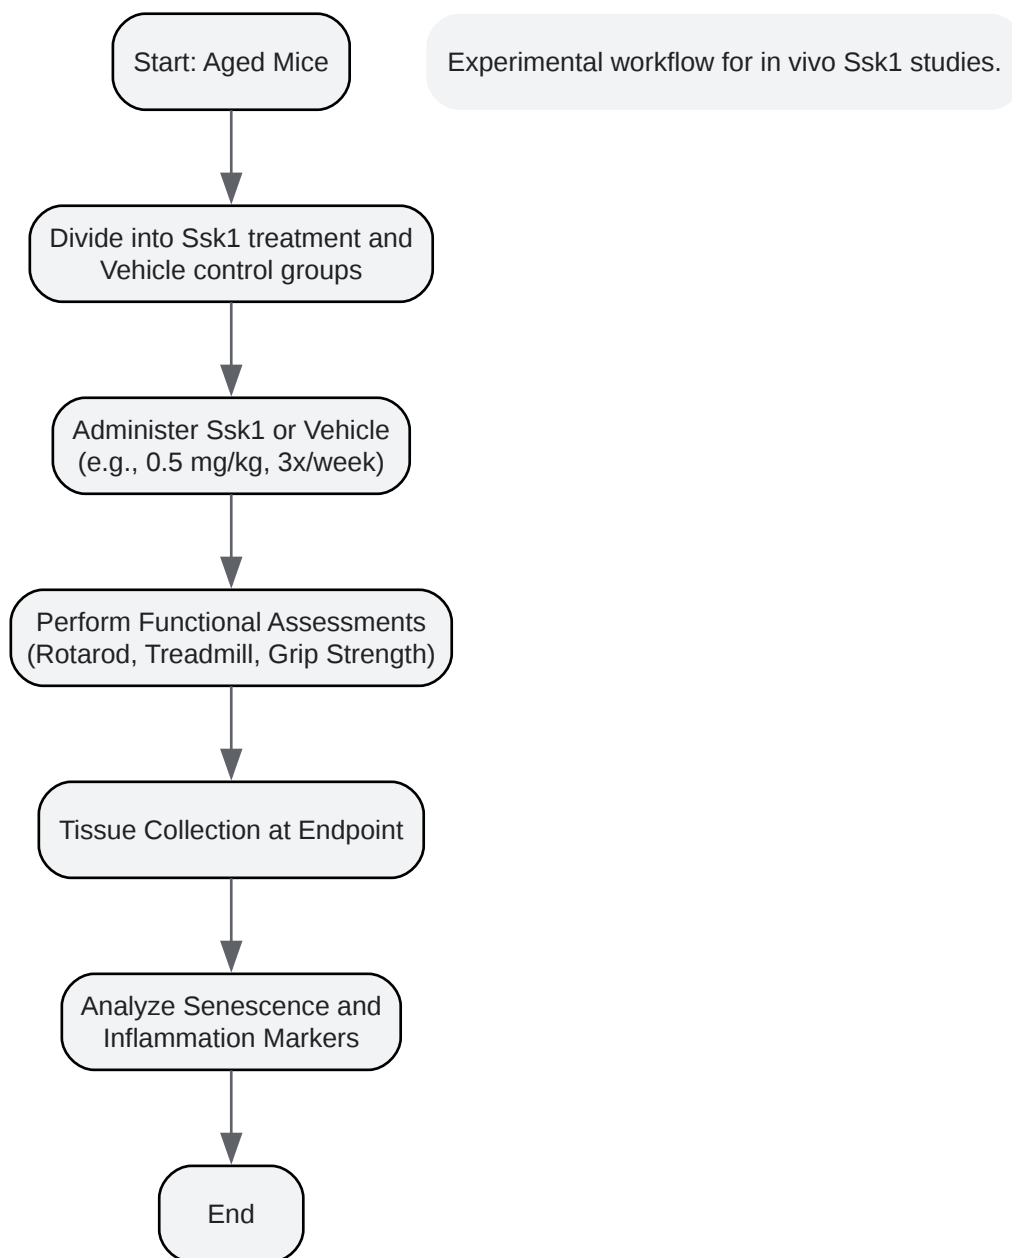 Start: Aged Mice
Experimental workflow for in vivo Ssk1 studies.
Divide into Ssk1 treatment and
Vehicle control groups
Administer Ssk1 or Vehicle
(e.g., 0.5 mg/kg, 3x/week)
Perform Functional Assessments
(Rotarod, Treadmill, Grip Strength)
Tissue Collection at Endpoint
Analyze Senescence and
Inflammation Markers
End